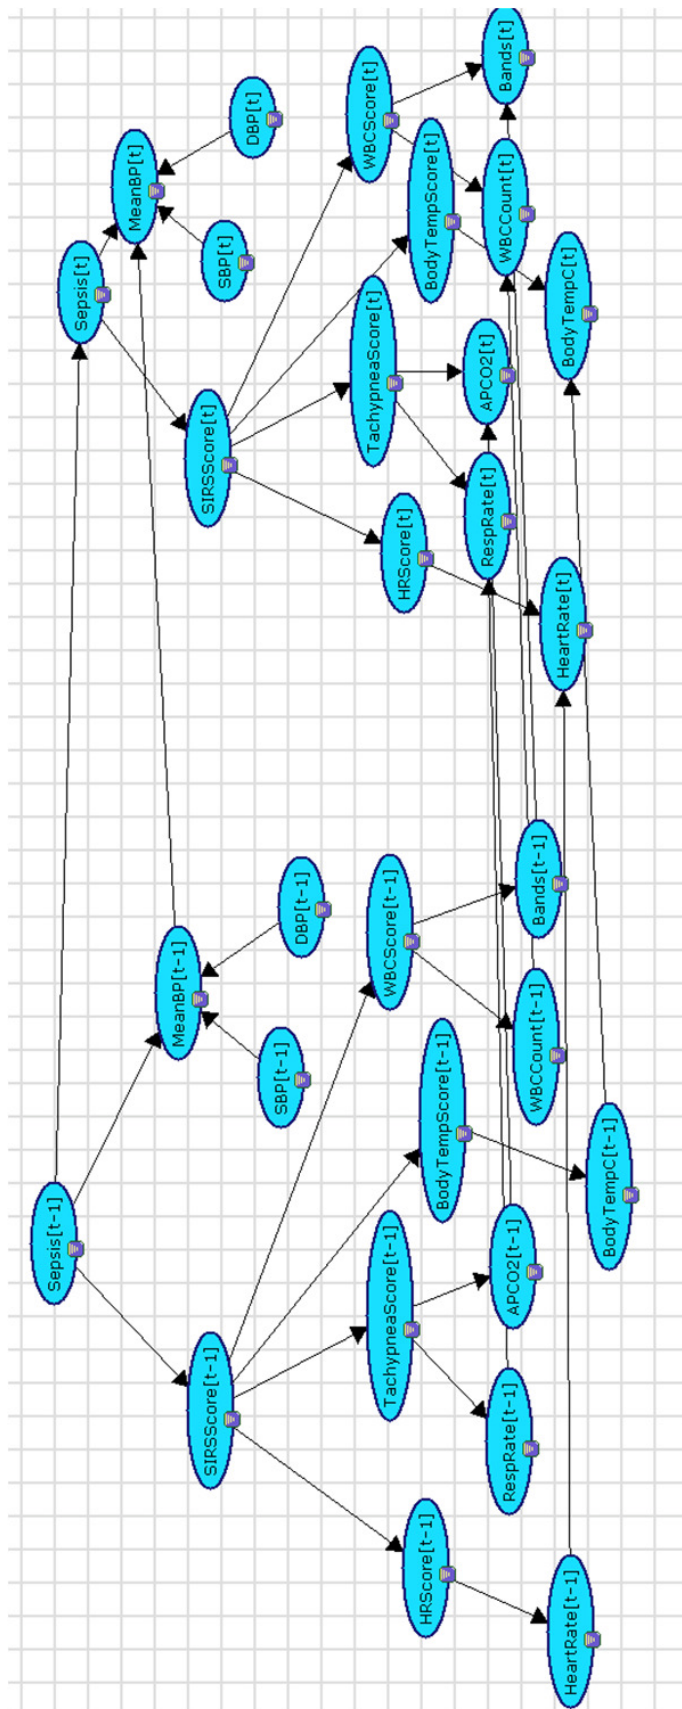 Sepsis[t-1]
MeanBP[t-1]
SBP[t-1]
DBP[t-1]
SIRSScore[t-1]
HRScore[t-1]
TachypneaScore[t-1]
BodyTempScore[t-1]
WBCScore[t-1]
HeartRate[t-1]
RespRate[t-1]
APCO2[t-1]
BodyTempC[t-1]
WBCCount[t-1]
Bands[t-1]
Sepsis[t]
MeanBP[t]
SBP[t]
DBP[t]
SIRSScore[t]
HRScore[t]
TachypneaScore[t]
BodyTempScore[t]
WBCScore[t]
HeartRate[t]
RespRate[t]
APCO2[t]
BodyTempC[t]
WBCCount[t]
Bands[t]